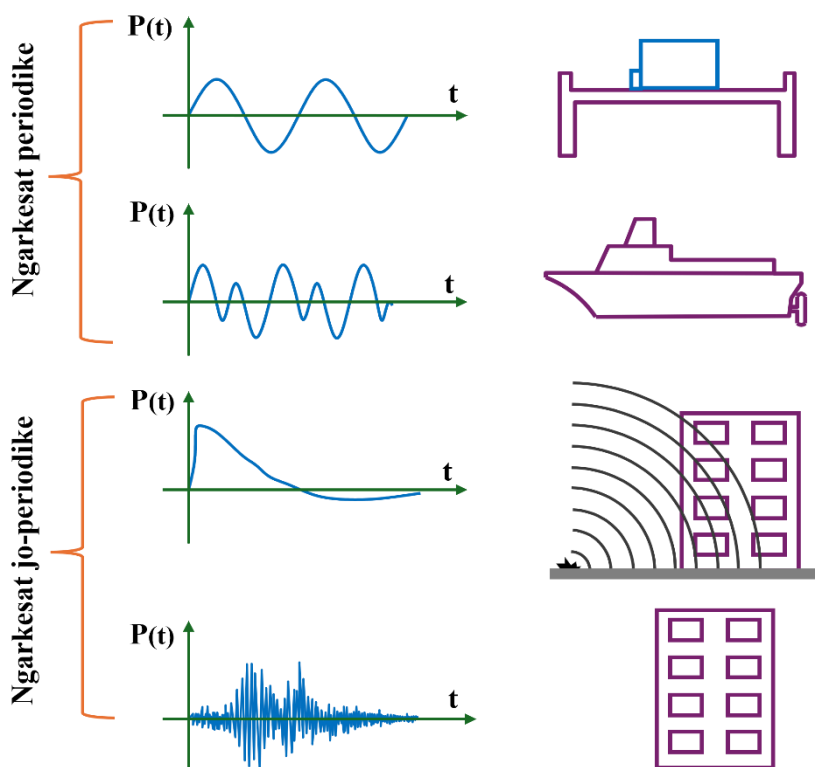 Ngarkesat periodike
P(t)
t
P(t)
t
Ngarkesat jo-periodike
P(t)
t
P(t)
t